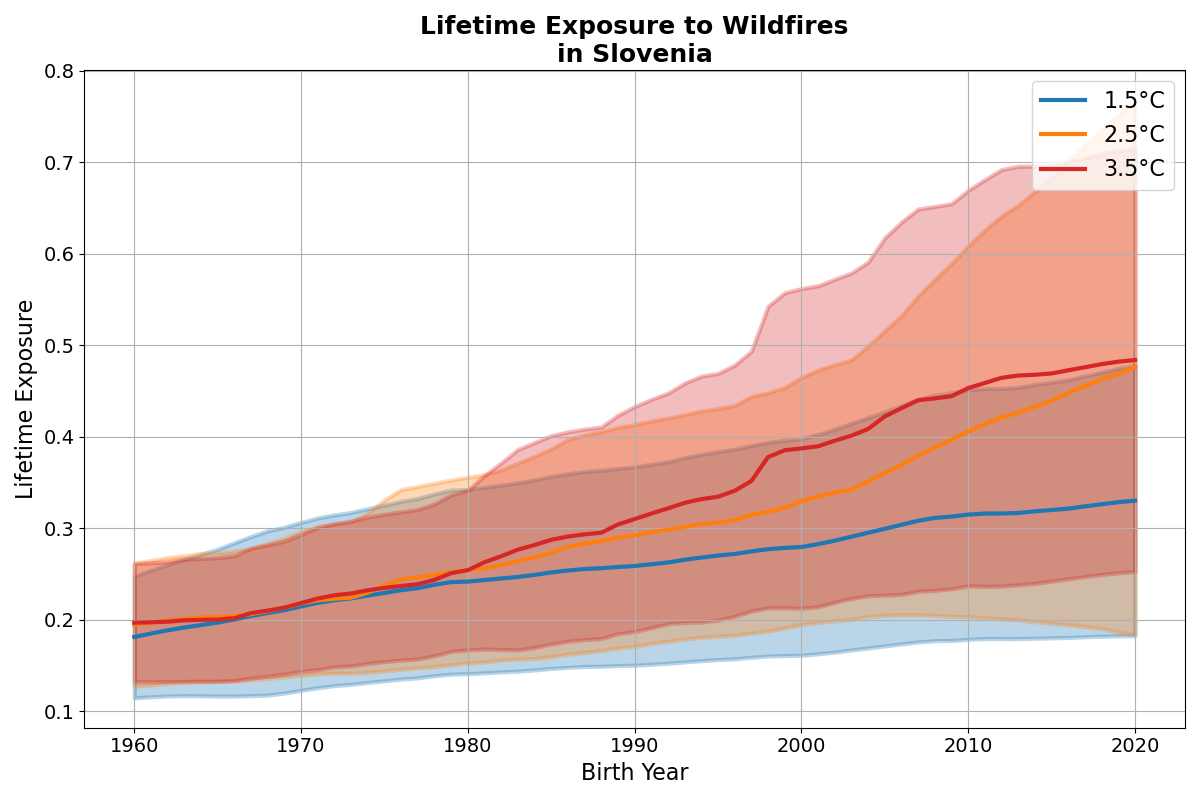 Lifetime Exposure to Wildfires
in Slovenia
1.5°C
2.5°C
3.5°C
Lifetime Exposure
0.8
0.7
0.6
0.5
0.4
0.3
0.2
0.1
1960 1970 1980 1990 2000 2010 2020
Birth Year